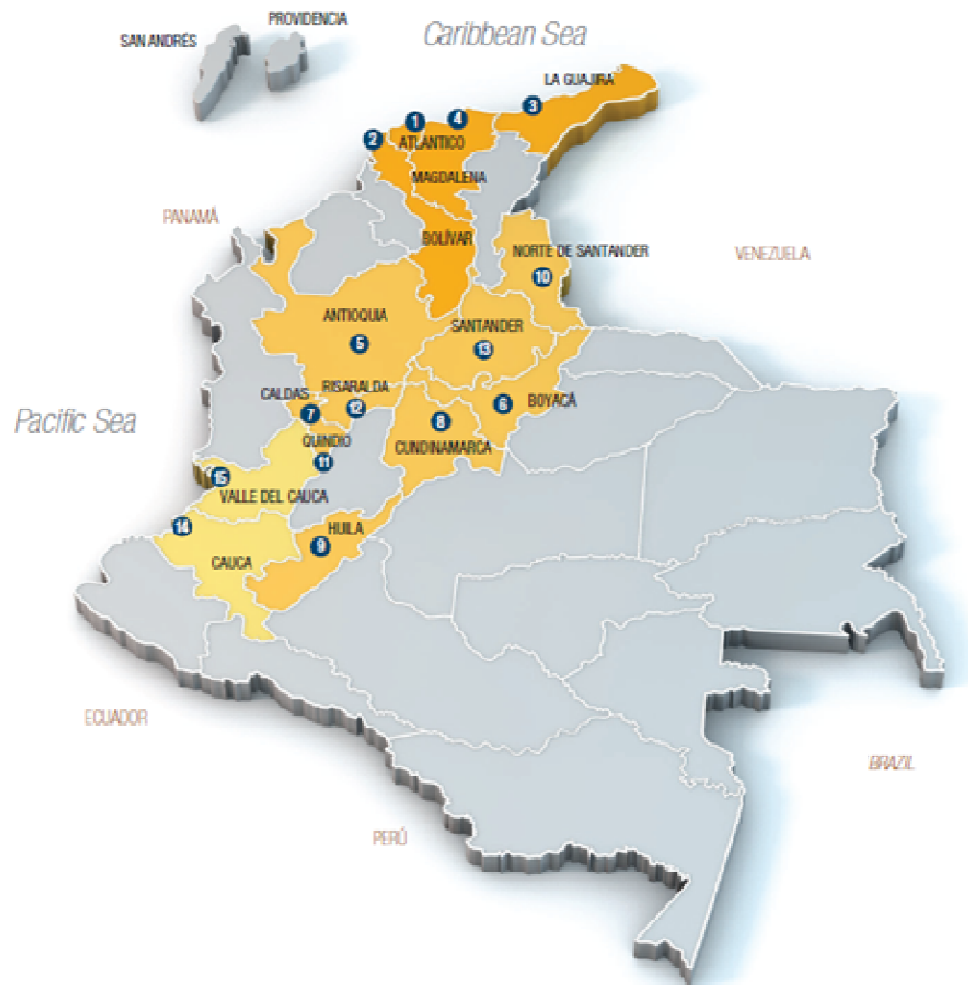 PROVIDENCIA
SAN ANDRÉS
Caribbean Sea
LA GUAJIRA
3
1
4
2
ATLÁNTICO
MAGDALENA
PANAMÁ
BOLÍVAR
NORTE DE SANTANDER
VENEZUELA
10
ANTIOQUIA
SANTANDER
5
13
RISARALDA
CALDAS
BOYACÁ
6
12
7
Pacific Sea
8
QUINDIO
CUNDINAMARCA
11
15
VALLE DEL CAUCA
14
HUILA
9
CAUCA
ECUADOR
BRAZIL
PERÚ